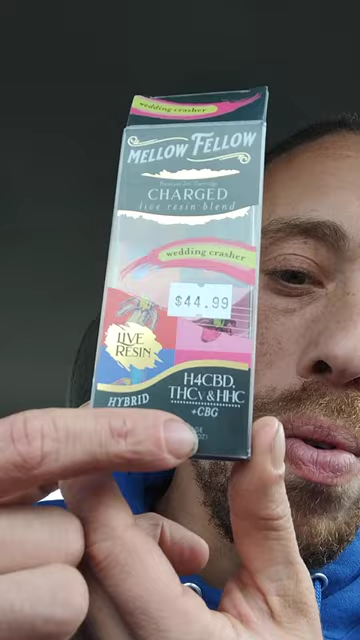 wedding crasher
MELLOW FELLOW
CHARGED
live resin blend
wedding crasher
$44.99
LIVE
RESIN
H4CBD,
THCV & HHC
HYBRID
+CBG